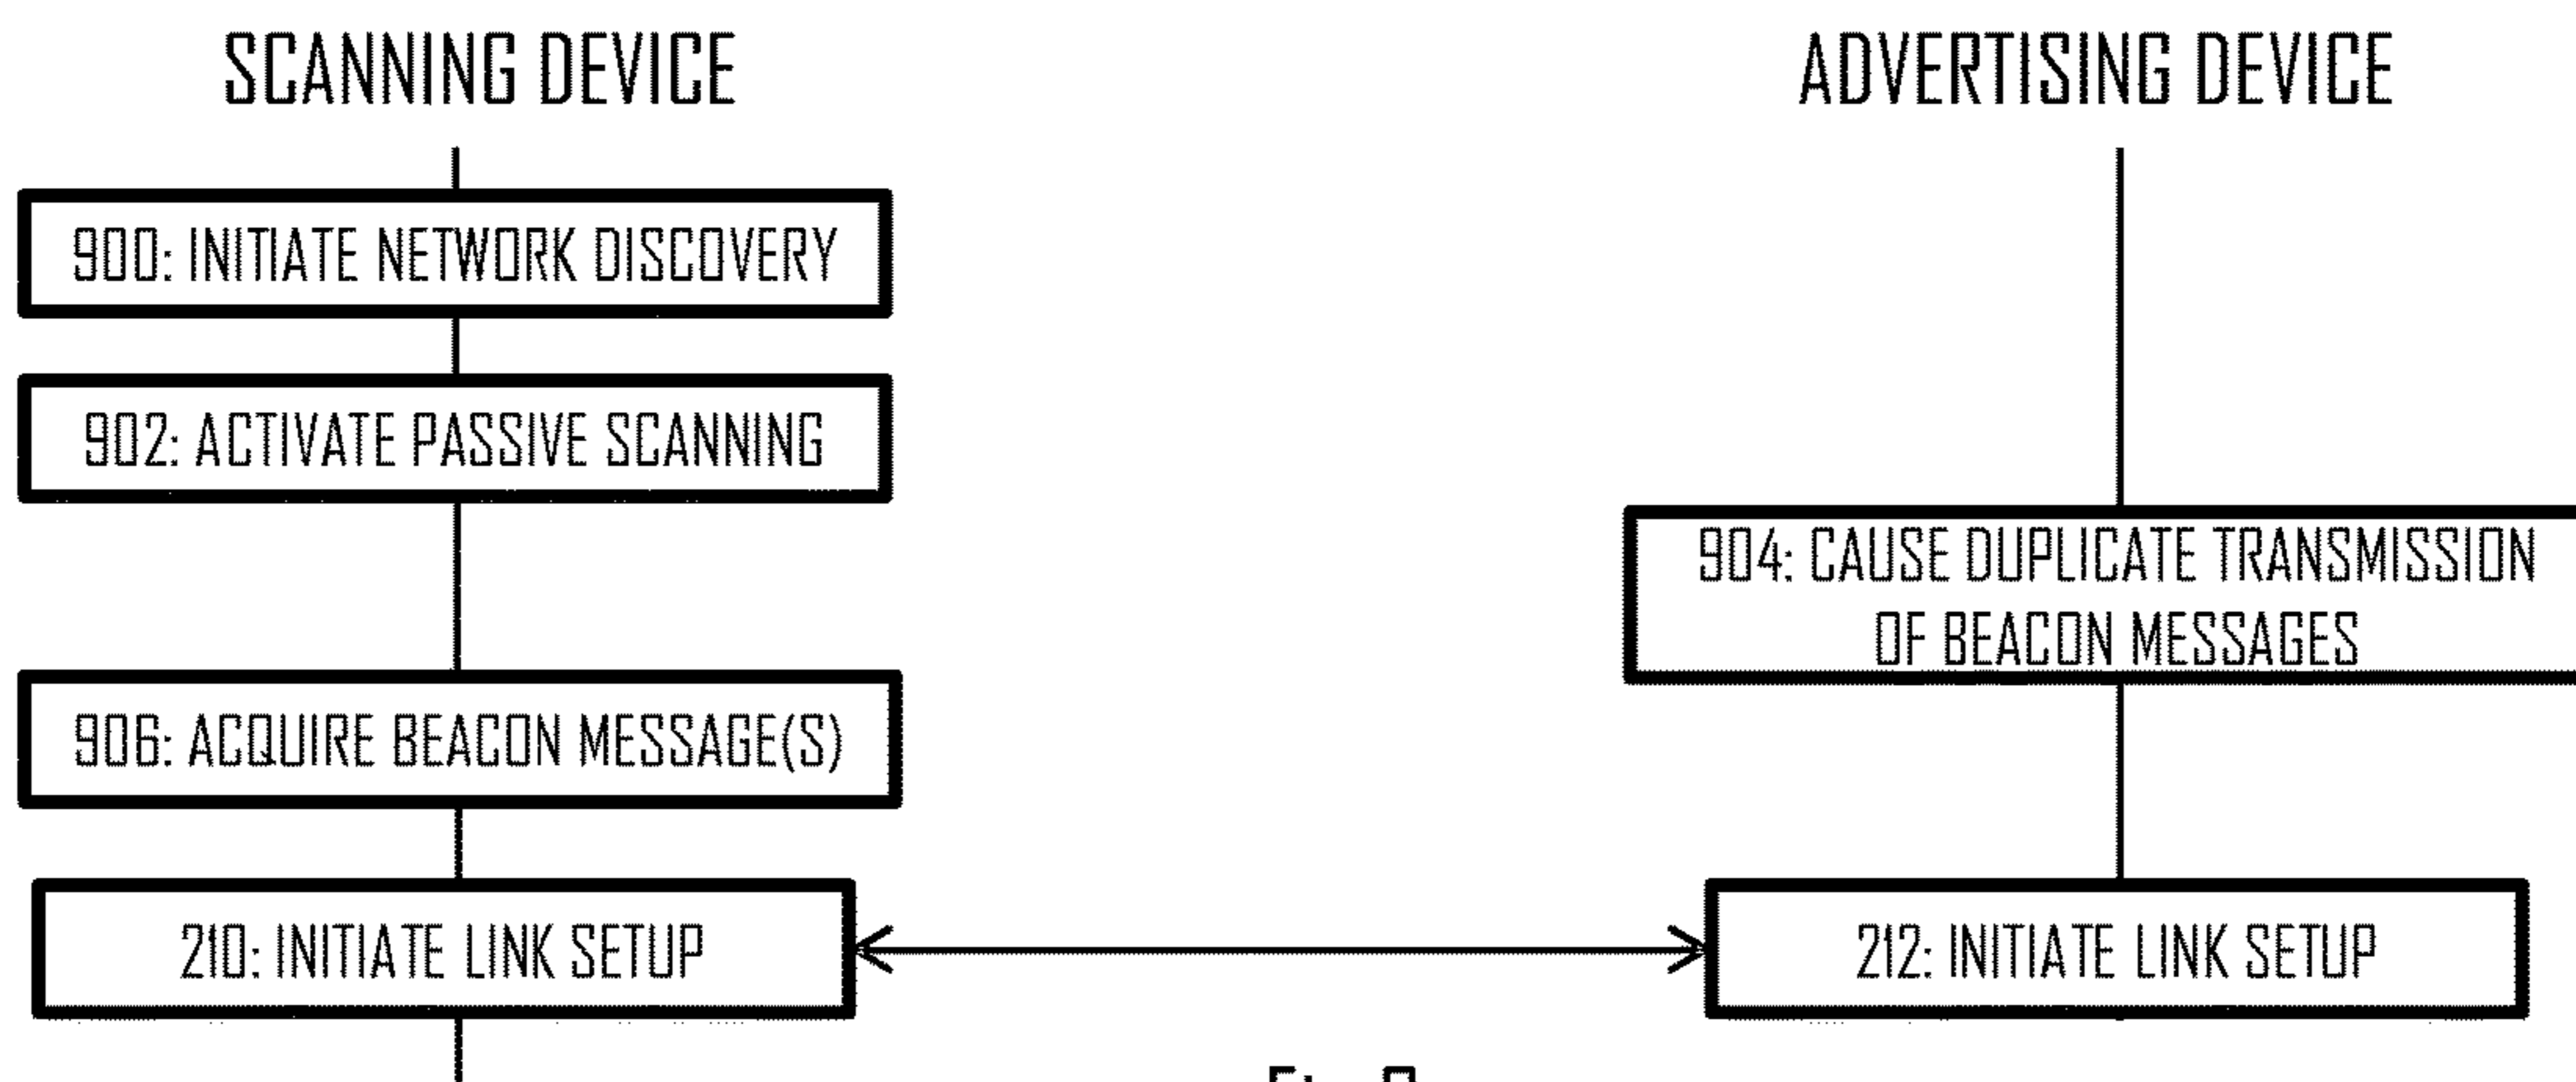 SCANNING DEVICE
ADVERTISING DEVICE
900: INITIATE NETWORK DISCOVERY
902: ACTIVATE PASSIVE SCANNING
904: CAUSE DUPLICATE TRANSMISSION
OF BEACON MESSAGES
906: ACQUIRE BEACON MESSAGE(S)
210: INITIATE LINK SETUP
212: INITIATE LINK SETUP